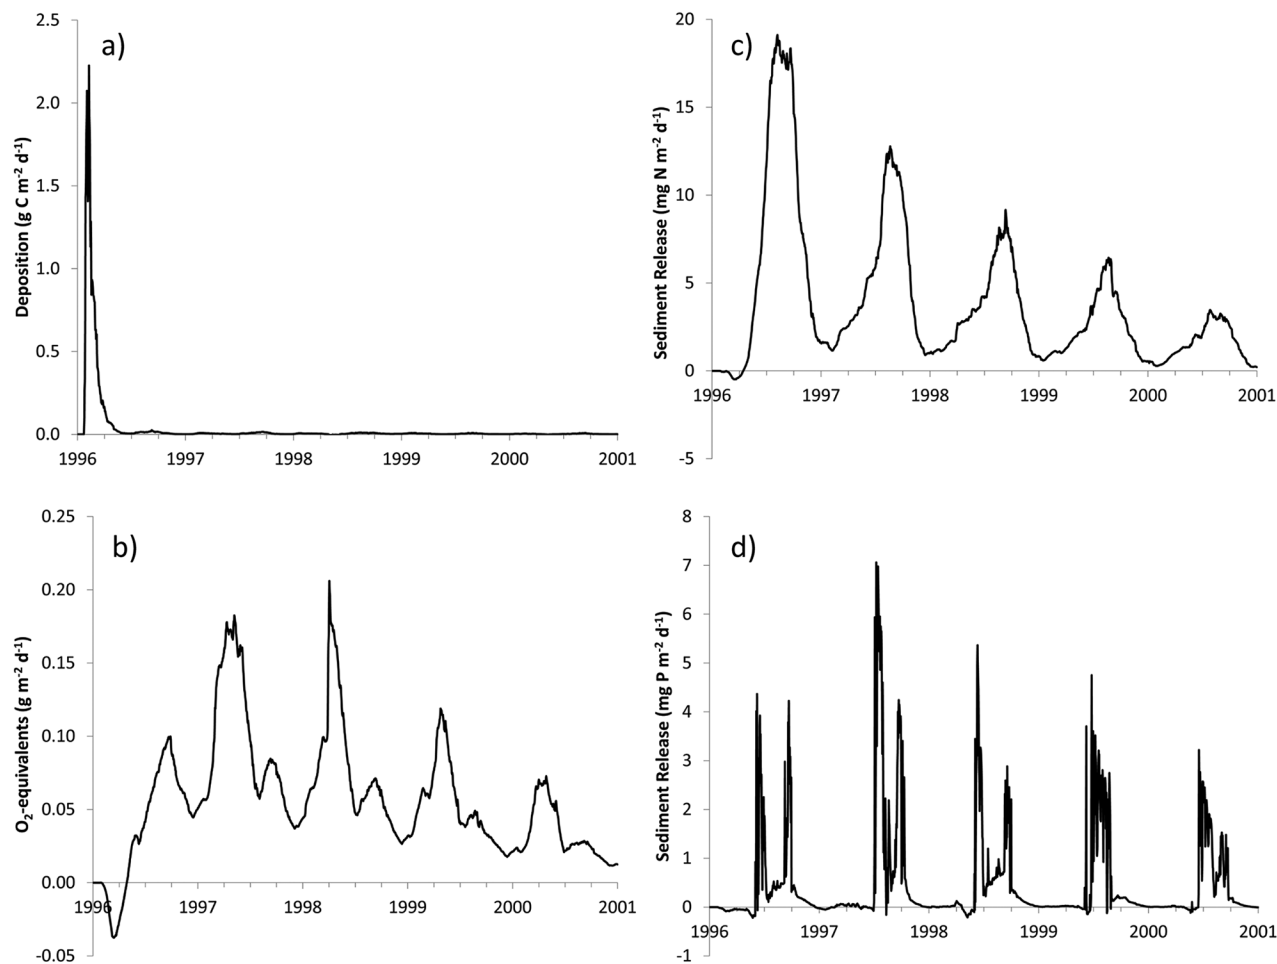 a)
Deposition (g C m-2 d-1)
2.5
2.0
1.5
1.0
0.5
0.0
1996 1997 1998 1999 2000 2001
c)
Sediment Release (mg N m-2 d-1)
20
15
10
5
0
-5
1996 1997 1998 1999 2000 2001
b)
O2-equivalents (g m-2 d-1)
0.25
0.20
0.15
0.10
0.05
0.00
-0.05
1996 1997 1998 1999 2000 2001
d)
Sediment Release (mg P m-2 d-1)
8
7
6
5
4
3
2
1
0
-1
1996 1997 1998 1999 2000 2001